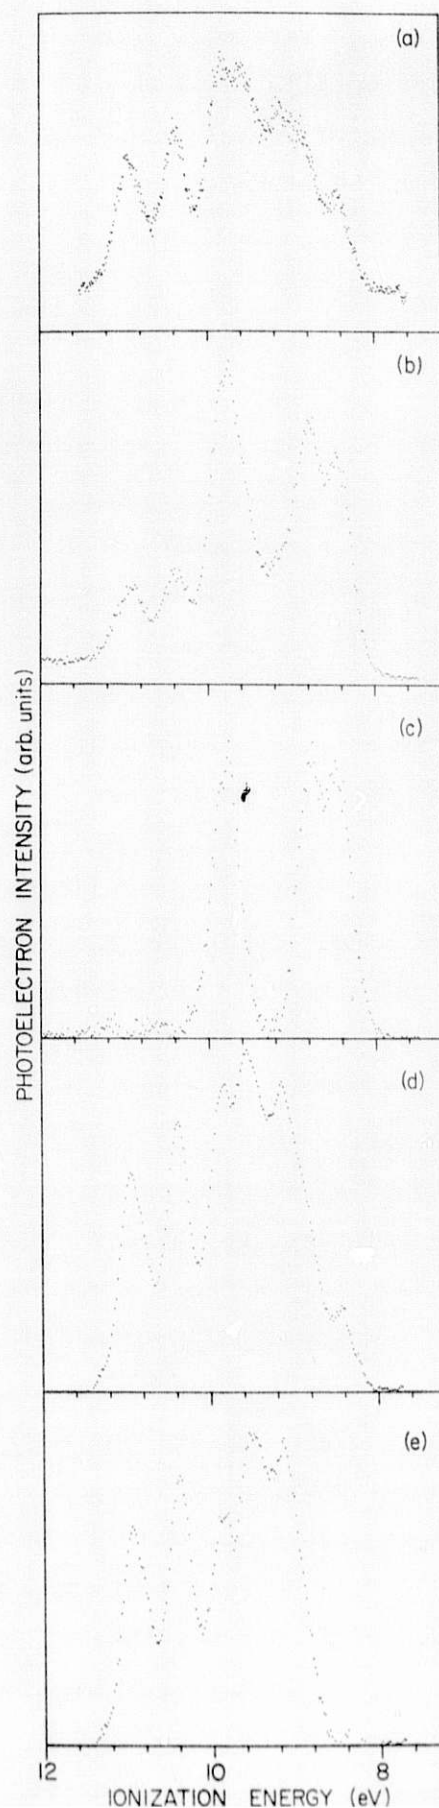 (a)
(b)
(c)
(d)
(e)
PHOTOELECTRON INTENSITY (arb. units)
12 10 8
IONIZATION ENERGY (eV)